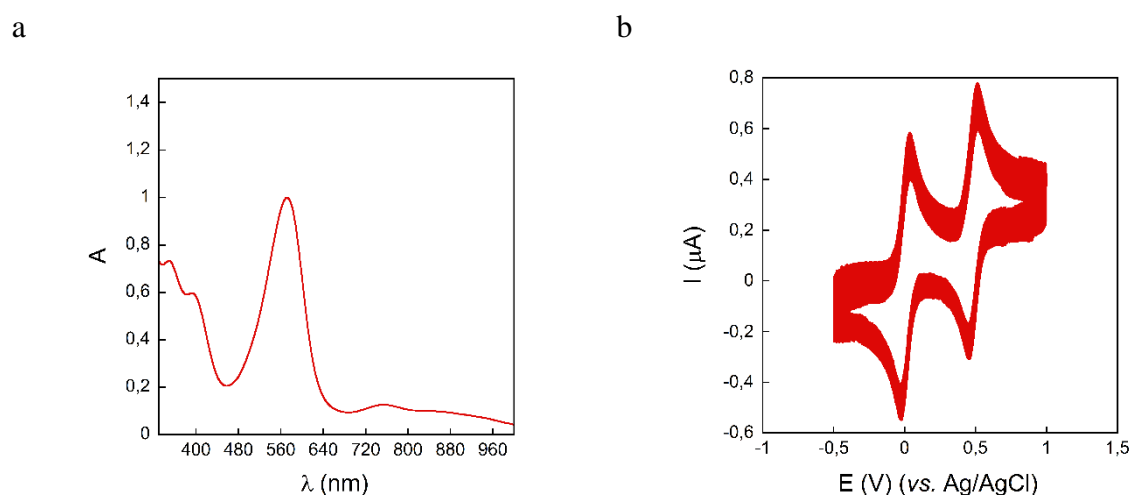 a
b
1,4
1,2
1
0,8
0,6
0,4
0,2
0
A
400 480 560 640 720 800 880 960
λ (nm)
0,8
0,6
0,4
0,2
0
-0,2
-0,4
-0,6
I (μA)
-1 -0,5 0 0,5 1 1,5
E (V) (vs. Ag/AgCl)